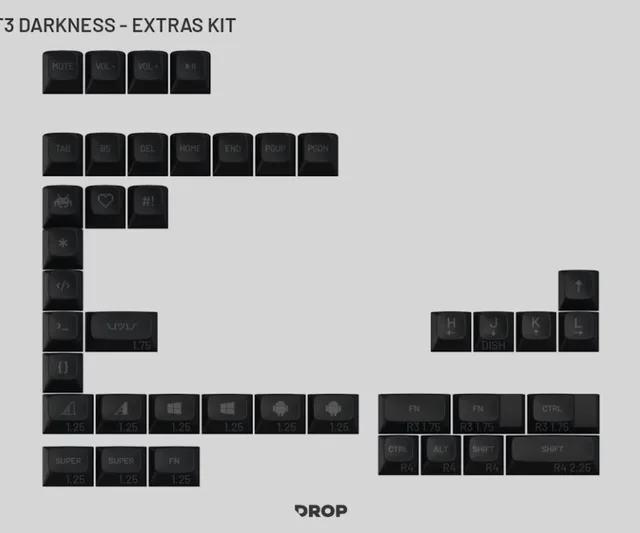 T3 DARKNESS - EXTRAS KIT
MUTE VOL- VOL+
TAB BS DEL HOME END PGUP PGDN
#!
*
</>
>_ ¯\_(ツ)_/¯ 1.75
↑
H ← J ↓ K ↑ L →
DISH
{}
1.25 1.25 1.25 1.25 1.25 1.25
FN R3 1.75 FN R3 1.75 CTRL R3 1.75
CTRL R4 ALT R4 SHIFT R4 SHIFT R4 2.25
SUPER 1.25 SUPER 1.25 FN 1.25
DROP